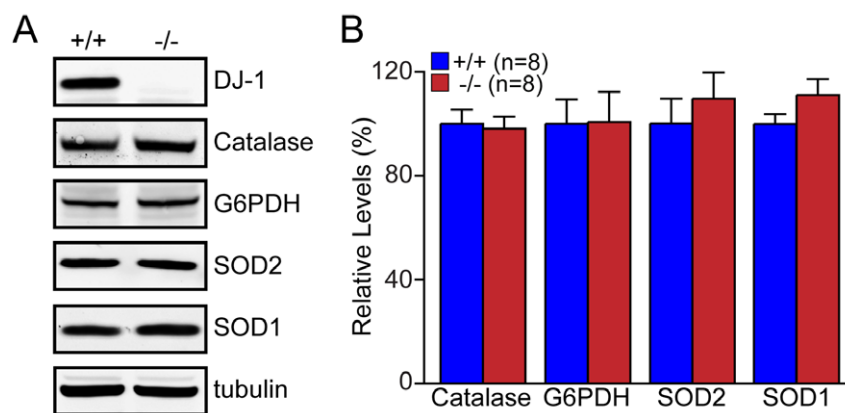 A
+/+ -/-
DJ-1
Catalase
G6PDH
SOD2
SOD1
tubulin
B
+/+ (n=8)
-/- (n=8)
Relative Levels (%)
120
80
40
0
Catalase G6PDH SOD2 SOD1